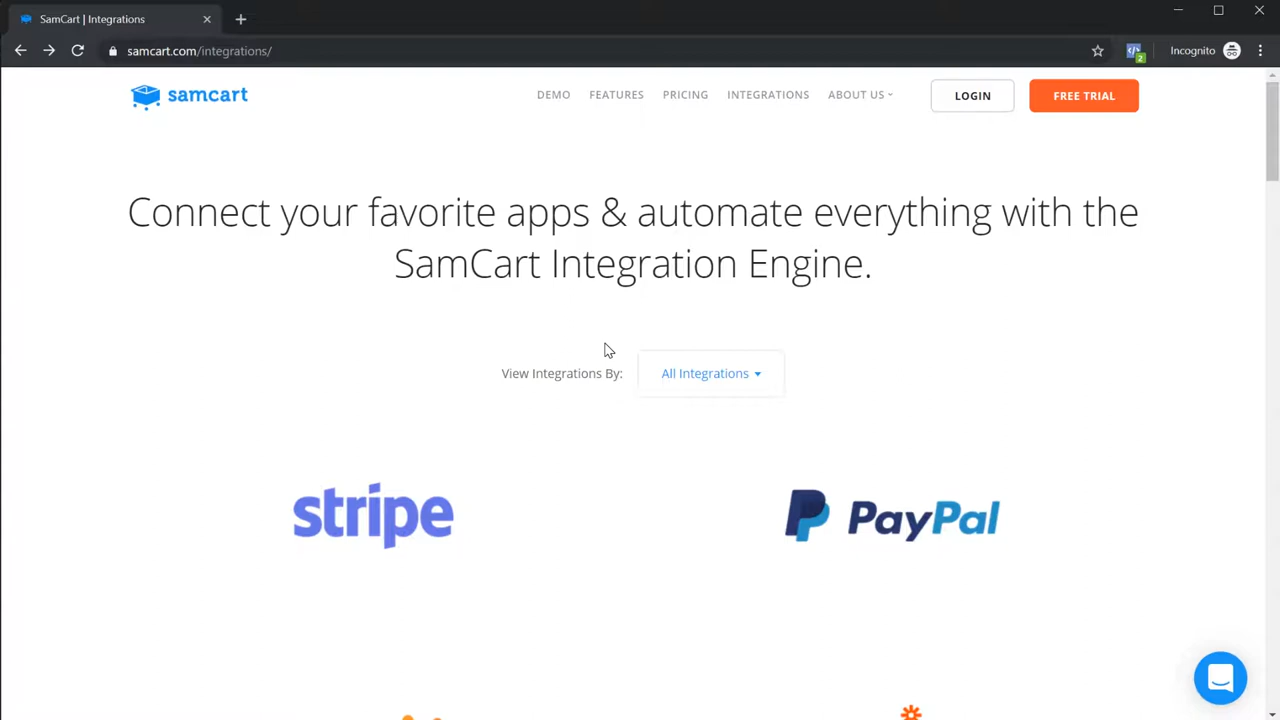 SamCart | Integrations
samcart.com/integrations/
2
Incognito
samcart
DEMO
FEATURES
PRICING
INTEGRATIONS
ABOUT US
LOGIN
FREE TRIAL
Connect your favorite apps & automate everything with the
SamCart Integration Engine.
View Integrations By:
All Integrations
stripe
PayPal